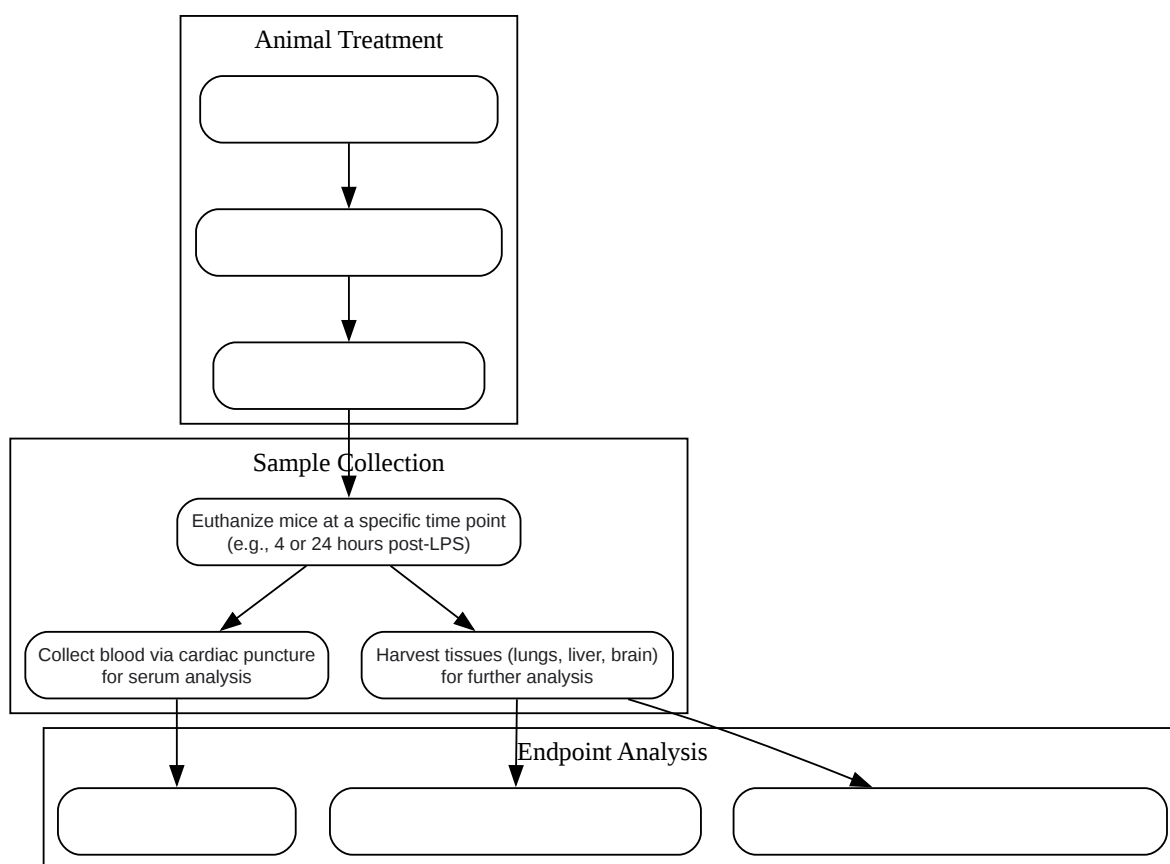 Animal Treatment
Sample Collection
Euthanize mice at a specific time point
(e.g., 4 or 24 hours post-LPS)
Collect blood via cardiac puncture
for serum analysis
Harvest tissues (lungs, liver, brain)
for further analysis
Endpoint Analysis